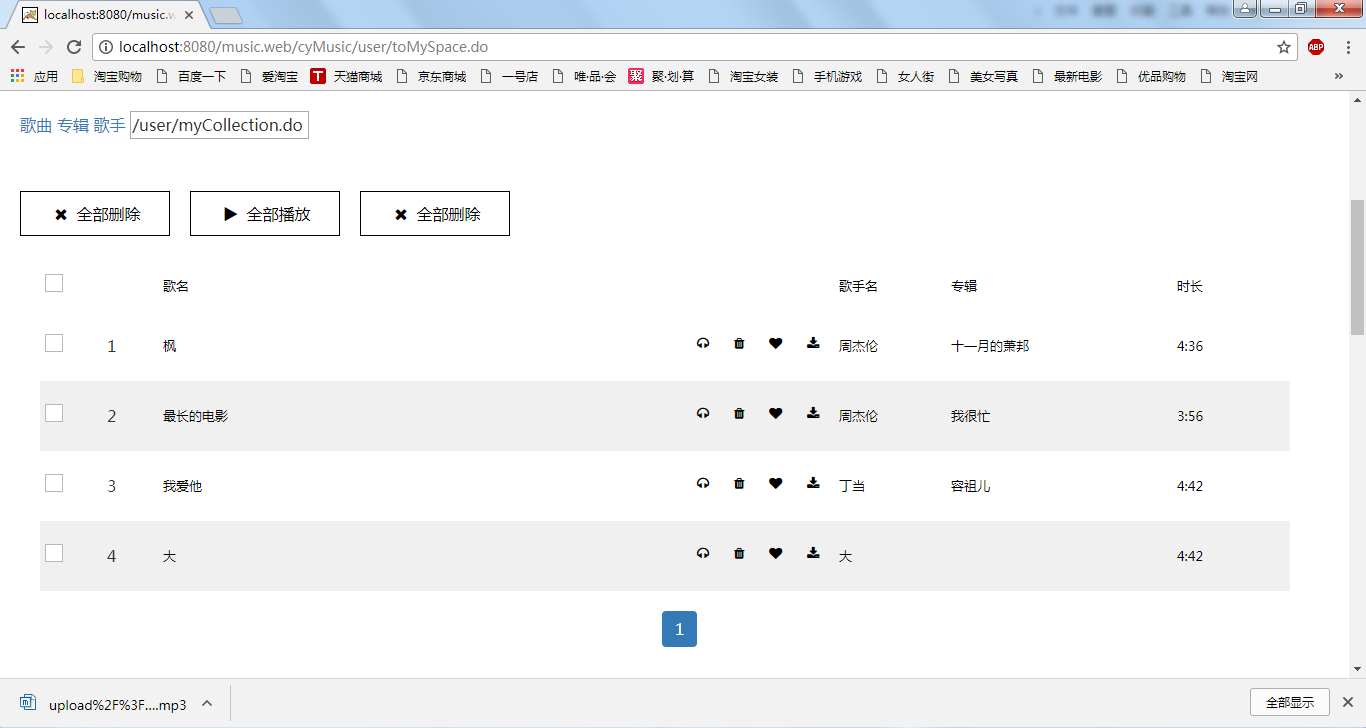 localhost:8080/music.w
localhost:8080/music.web/cyMusic/user/toMySpace.do
ABP
应用 淘宝购物 百度一下 爱淘宝 T 天猫商城 京东商城 一号店 唯·品·会 聚 聚·划·算 淘宝女装 手机游戏 女人街 美女写真 最新电影 优品购物 淘宝网 »
歌曲 专辑 歌手 /user/myCollection.do
全部删除 全部播放 全部删除
歌名 歌手名 专辑 时长
1 枫 周杰伦 十一月的萧邦 4:36
2 最长的电影 周杰伦 我很忙 3:56
3 我爱他 丁当 容祖儿 4:42
4 大 大 4:42
1
upload%2F%3F....mp3 全部显示